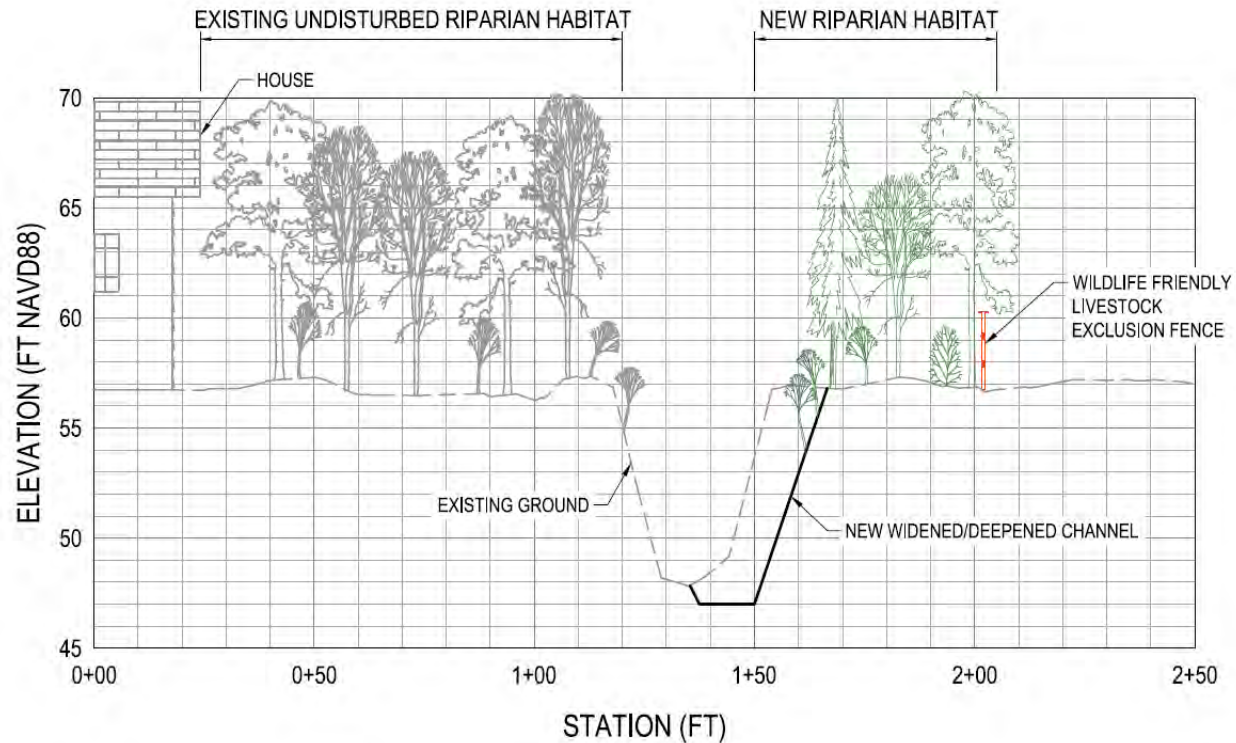 EXISTING UNDISTURBED RIPARIAN HABITAT
NEW RIPARIAN HABITAT
HOUSE
70
65
60
55
50
45
ELEVATION (FT NAVD88)
WILDLIFE FRIENDLY
LIVESTOCK
EXCLUSION FENCE
EXISTING GROUND
NEW WIDENED/DEEPENED CHANNEL
0+00
0+50
1+00
1+50
2+00
2+50
STATION (FT)